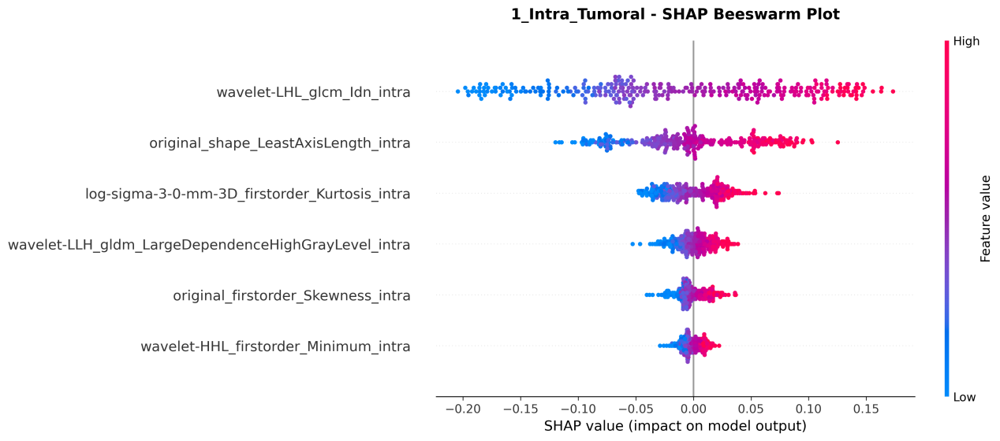 1_Intra_Tumoral - SHAP Beeswarm Plot
High
wavelet-LHL_glcm_Idn_intra
original_shape_LeastAxisLength_intra
log-sigma-3-0-mm-3D_firstorder_Kurtosis_intra
wavelet-LLH_gldm_LargeDependenceHighGrayLevel_intra
original_firstorder_Skewness_intra
wavelet-HHL_firstorder_Minimum_intra
Feature value
Low
−0.20 −0.15 −0.10 −0.05 0.00 0.05 0.10 0.15
SHAP value (impact on model output)